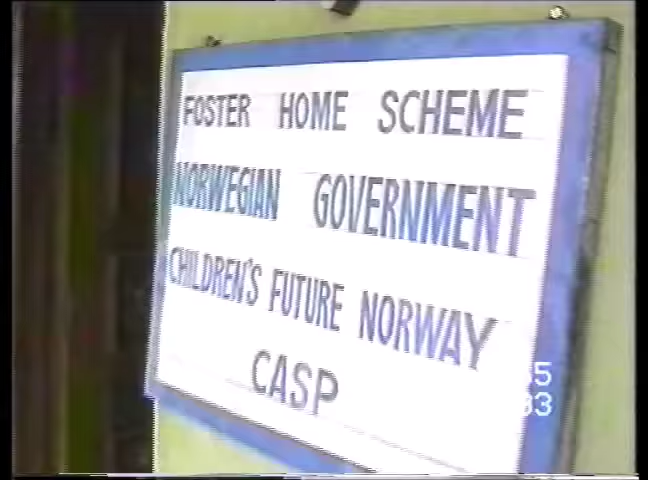 FOSTER HOME SCHEME
NORWEGIAN GOVERNMENT
CHILDREN'S FUTURE NORWAY
CASP